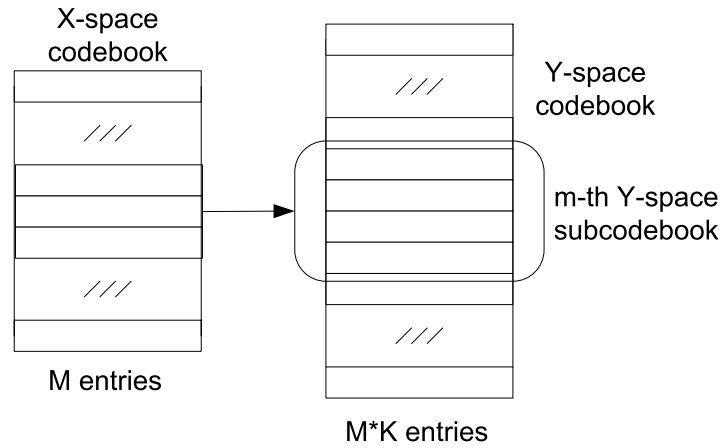 X-space
codebook
Y-space
codebook
m-th Y-space
subcodebook
M entries
M*K entries